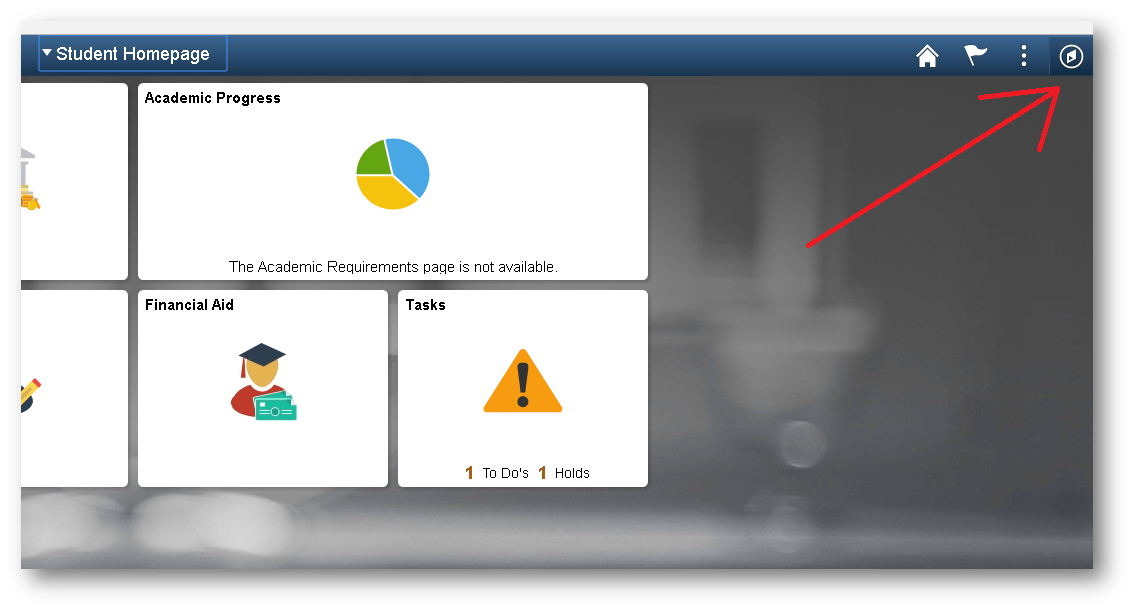 Student Homepage
Academic Progress
The Academic Requirements page is not available.
Financial Aid
Tasks
1 To Do's 1 Holds